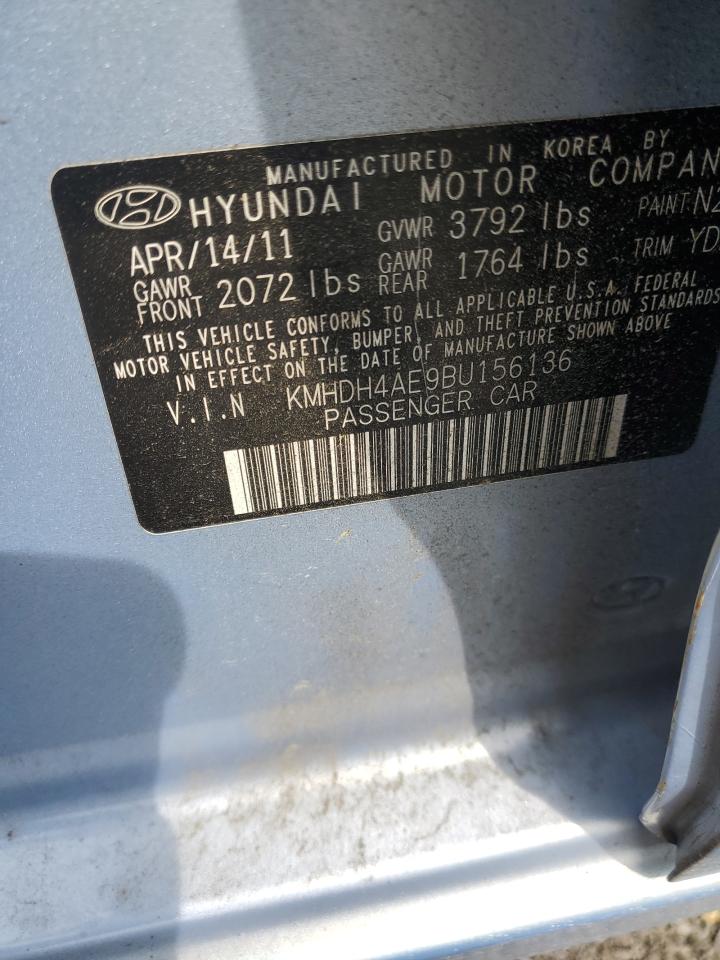 MANUFACTURED IN KOREA BY
HYUNDAI MOTOR COMPAN
APR/14/11 GVWR 3792 lbs PAINT N2
GAWR FRONT 2072 lbs GAWR REAR 1764 lbs TRIM YD
THIS VEHICLE CONFORMS TO ALL APPLICABLE U.S.A. FEDERAL
MOTOR VEHICLE SAFETY, BUMPER, AND THEFT PREVENTION STANDARDS
IN EFFECT ON THE DATE OF MANUFACTURE SHOWN ABOVE
V.I.N KMHDH4AE9BU156136
PASSENGER CAR